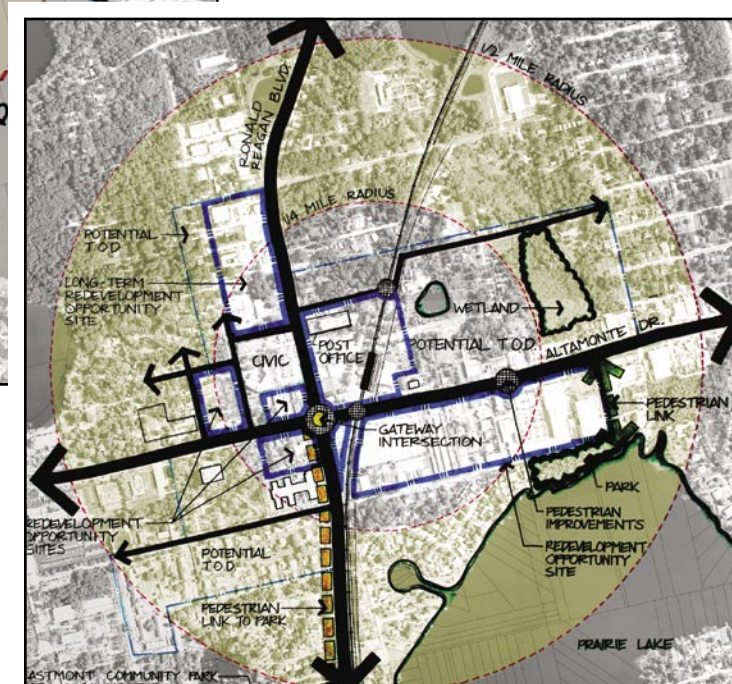 1/2 MILE RADIUS
RONALD
REAGAN BLVD.
1/4 MILE RADIUS
POTENTIAL
T.O.D
LONG-TERM
REDEVELOPMENT
OPPORTUNITY
SITE
WETLAND
CIVIC
POST
OFFICE
POTENTIAL T.O.D.
ALTAMONTE DR.
GATEWAY
INTERSECTION
PEDESTRIAN
LINK
PARK
REDEVELOPMENT
OPPORTUNITY
SITES
PEDESTRIAN
IMPROVEMENTS
REDEVELOPMENT
OPPORTUNITY
SITE
POTENTIAL
T.O.D.
PEDESTRIAN
LINK TO PARK
PRAIRIE LAKE
EASTMONT COMMUNITY PARK